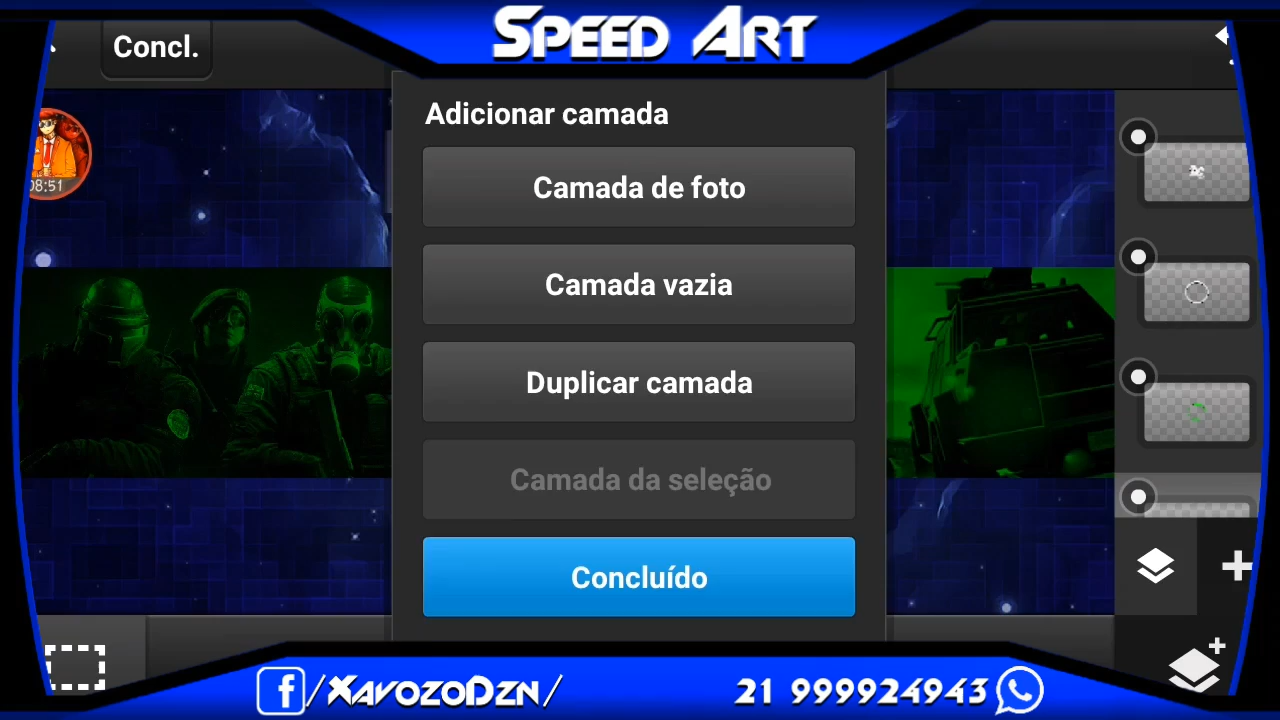 Speed Art
Concl.
Adicionar camada
08:51
Camada de foto
Camada vazia
Duplicar camada
Camada da seleção
Concluído
/XavozoDzn/
21 999924943